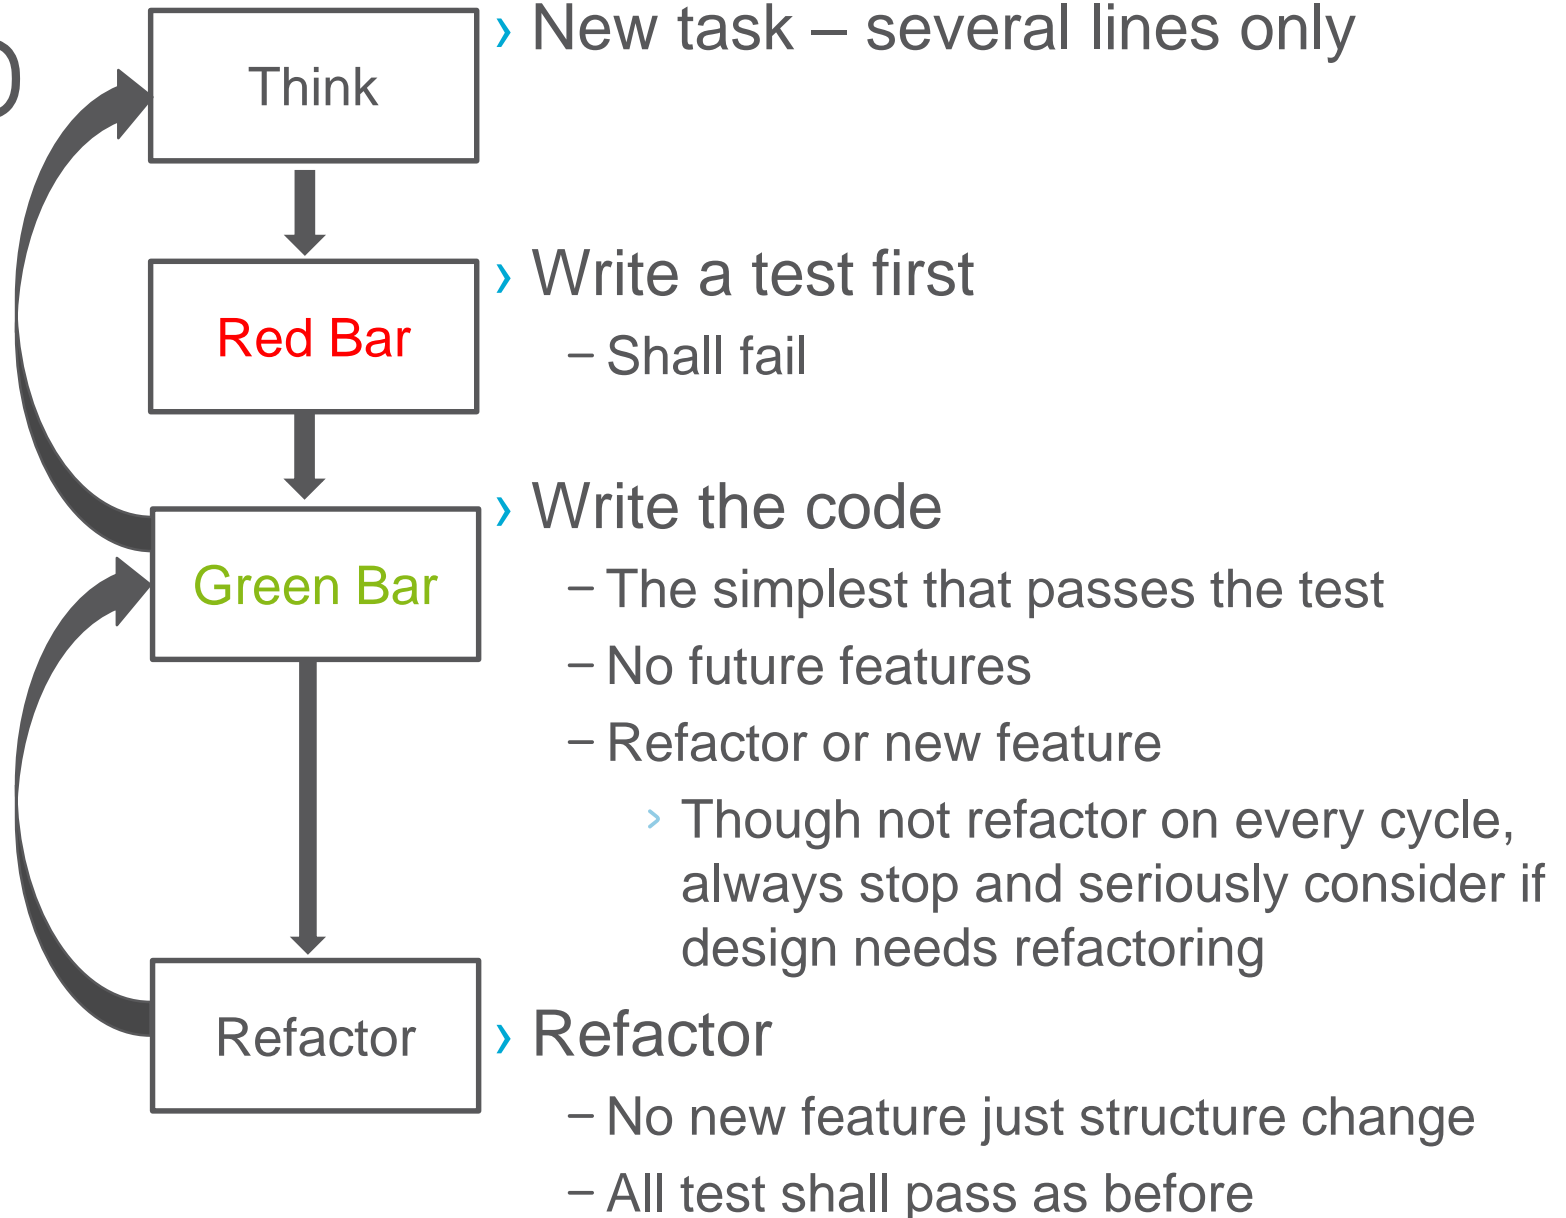 Think
› New task – several lines only
Red Bar
› Write a test first
– Shall fail
Green Bar
› Write the code
– The simplest that passes the test
– No future features
– Refactor or new feature
› Though not refactor on every cycle,
always stop and seriously consider if
design needs refactoring
Refactor
› Refactor
– No new feature just structure change
– All test shall pass as before